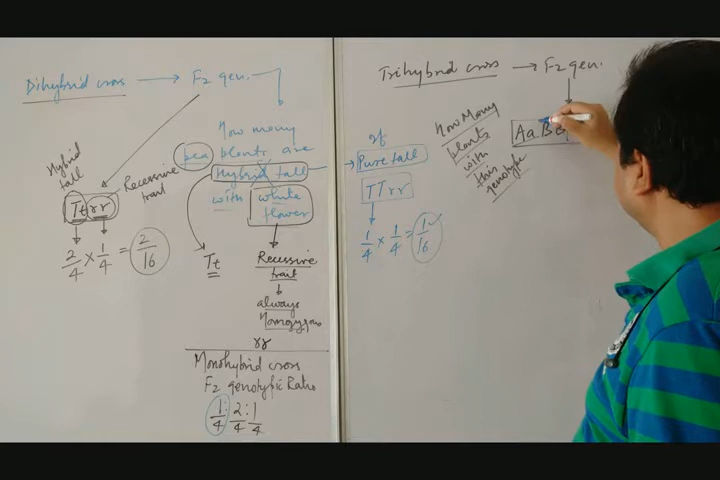 Dihybrid cross → F2 gen.
How many
pea plants are
Hybrid tall
with white
flower
Hybrid
tall
Recessive
trait
Tt rr
2/4 × 1/4 = 2/16
Tt
Recessive
trait
always
Homozygous
rr
Monohybrid cross
F2 genotypic Ratio
1/4 : 2/4 : 1/4
If
Pure tall
TTrr
1/4 × 1/4 = 1/16
Trihybrid cross → F2 gen.
How Many
plants
with
this
genotype
AaB